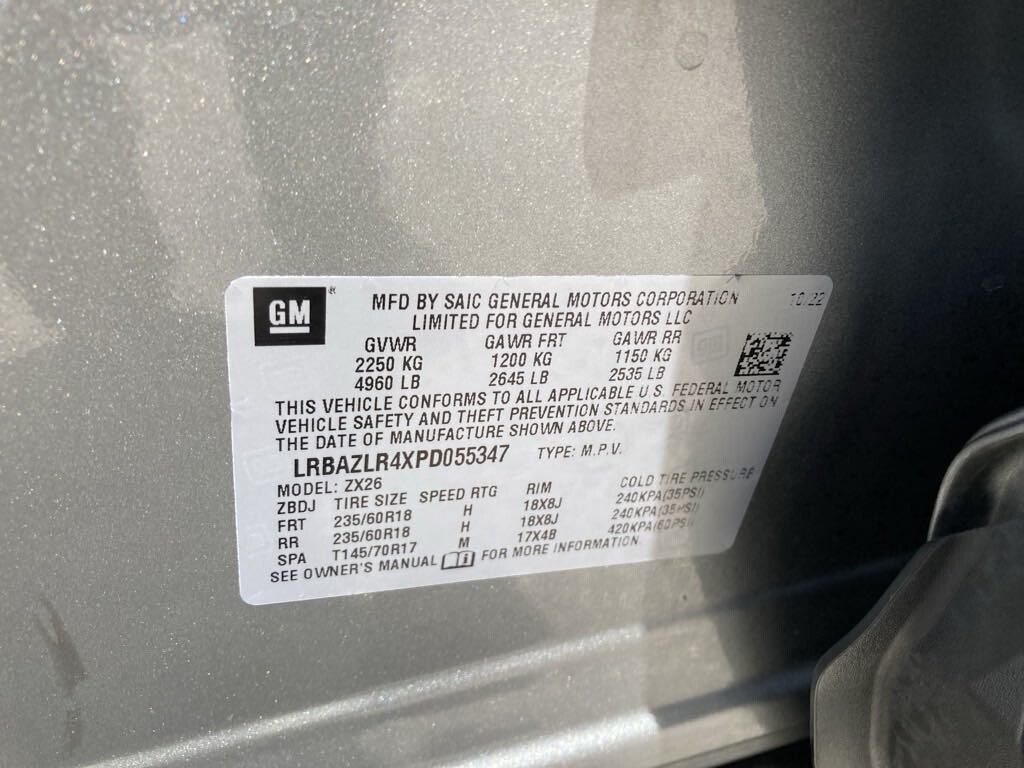 GM
MFD BY SAIC GENERAL MOTORS CORPORATION 10/22
LIMITED FOR GENERAL MOTORS LLC
GVWR GAWR FRT GAWR RR
2250 KG 1200 KG 1150 KG
4960 LB 2645 LB 2535 LB
THIS VEHICLE CONFORMS TO ALL APPLICABLE U.S. FEDERAL MOTOR
VEHICLE SAFETY AND THEFT PREVENTION STANDARDS IN EFFECT ON
THE DATE OF MANUFACTURE SHOWN ABOVE.
LRBAZLR4XPD055347 TYPE: M.P.V.
MODEL: ZX26
ZBDJ TIRE SIZE SPEED RTG RIM COLD TIRE PRESSURE
FRT 235/60R18 H 18X8J 240KPA(35PSI)
RR 235/60R18 H 18X8J 240KPA(35PSI)
SPA T145/70R17 M 17X4B 420KPA(60PSI)
SEE OWNER'S MANUAL FOR MORE INFORMATION.